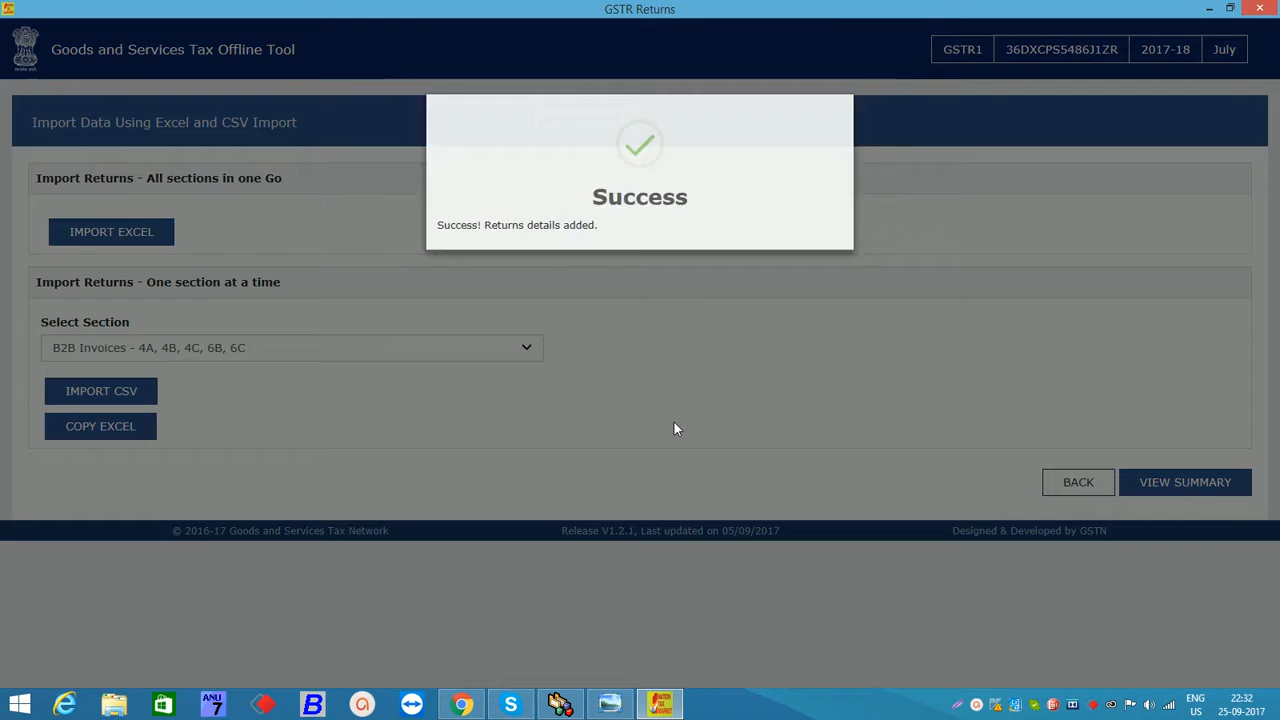 GSTR Returns
Goods and Services Tax Offline Tool
GSTR1 36DXCPS5486J1ZR 2017-18 July
Import Data Using Excel and CSV Import
Success
Success! Returns details added.
Import Returns - All sections in one Go
IMPORT EXCEL
Import Returns - One section at a time
Select Section
B2B Invoices - 4A, 4B, 4C, 6B, 6C
IMPORT CSV
COPY EXCEL
BACK VIEW SUMMARY
© 2016-17 Goods and Services Tax Network Release V1.2.1, Last updated on 05/09/2017 Designed & Developed by GSTN
ANU 7 B S
ENG 22:32
US 25-09-2017